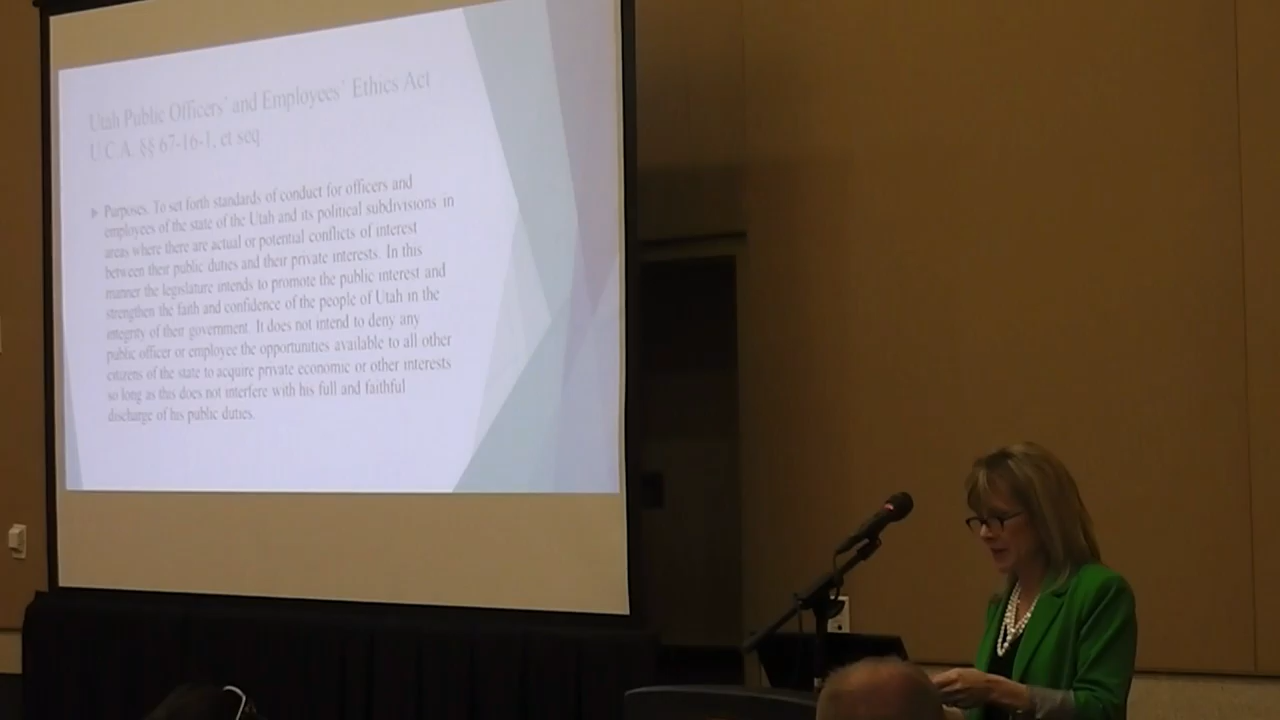 Utah Public Officers' and Employees' Ethics Act
U.C.A. §§ 67-16-1, et seq
Purposes. To set forth standards of conduct for officers and
employees of the state of the Utah and its political subdivisions in
areas where there are actual or potential conflicts of interest
between their public duties and their private interests. In this
manner the legislature intends to promote the public interest and
strengthen the faith and confidence of the people of Utah in the
integrity of their government. It does not intend to deny any
public officer or employee the opportunities available to all other
citizens of the state to acquire private economic or other interests
so long as this does not interfere with his full and faithful
discharge of his public duties.